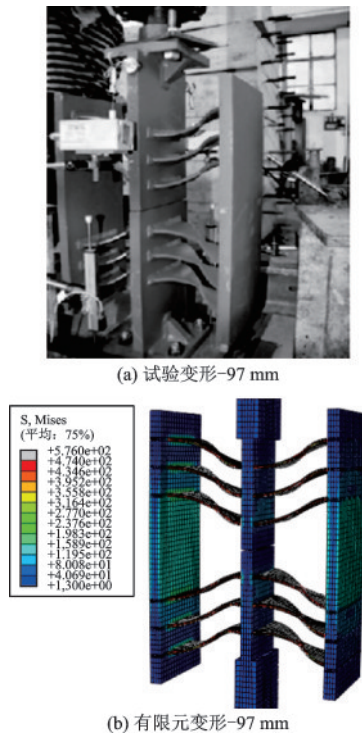 (a) 试验变形-97 mm
S, Mises
(平均：75%)
+5.760e+02
+4.740e+02
+4.346e+02
+3.952e+02
+3.558e+02
+3.164e+02
+2.770e+02
+2.376e+02
+1.983e+02
+1.589e+02
+1.195e+02
+8.008e+01
+4.069e+01
+1,300e+00
(b) 有限元变形-97 mm